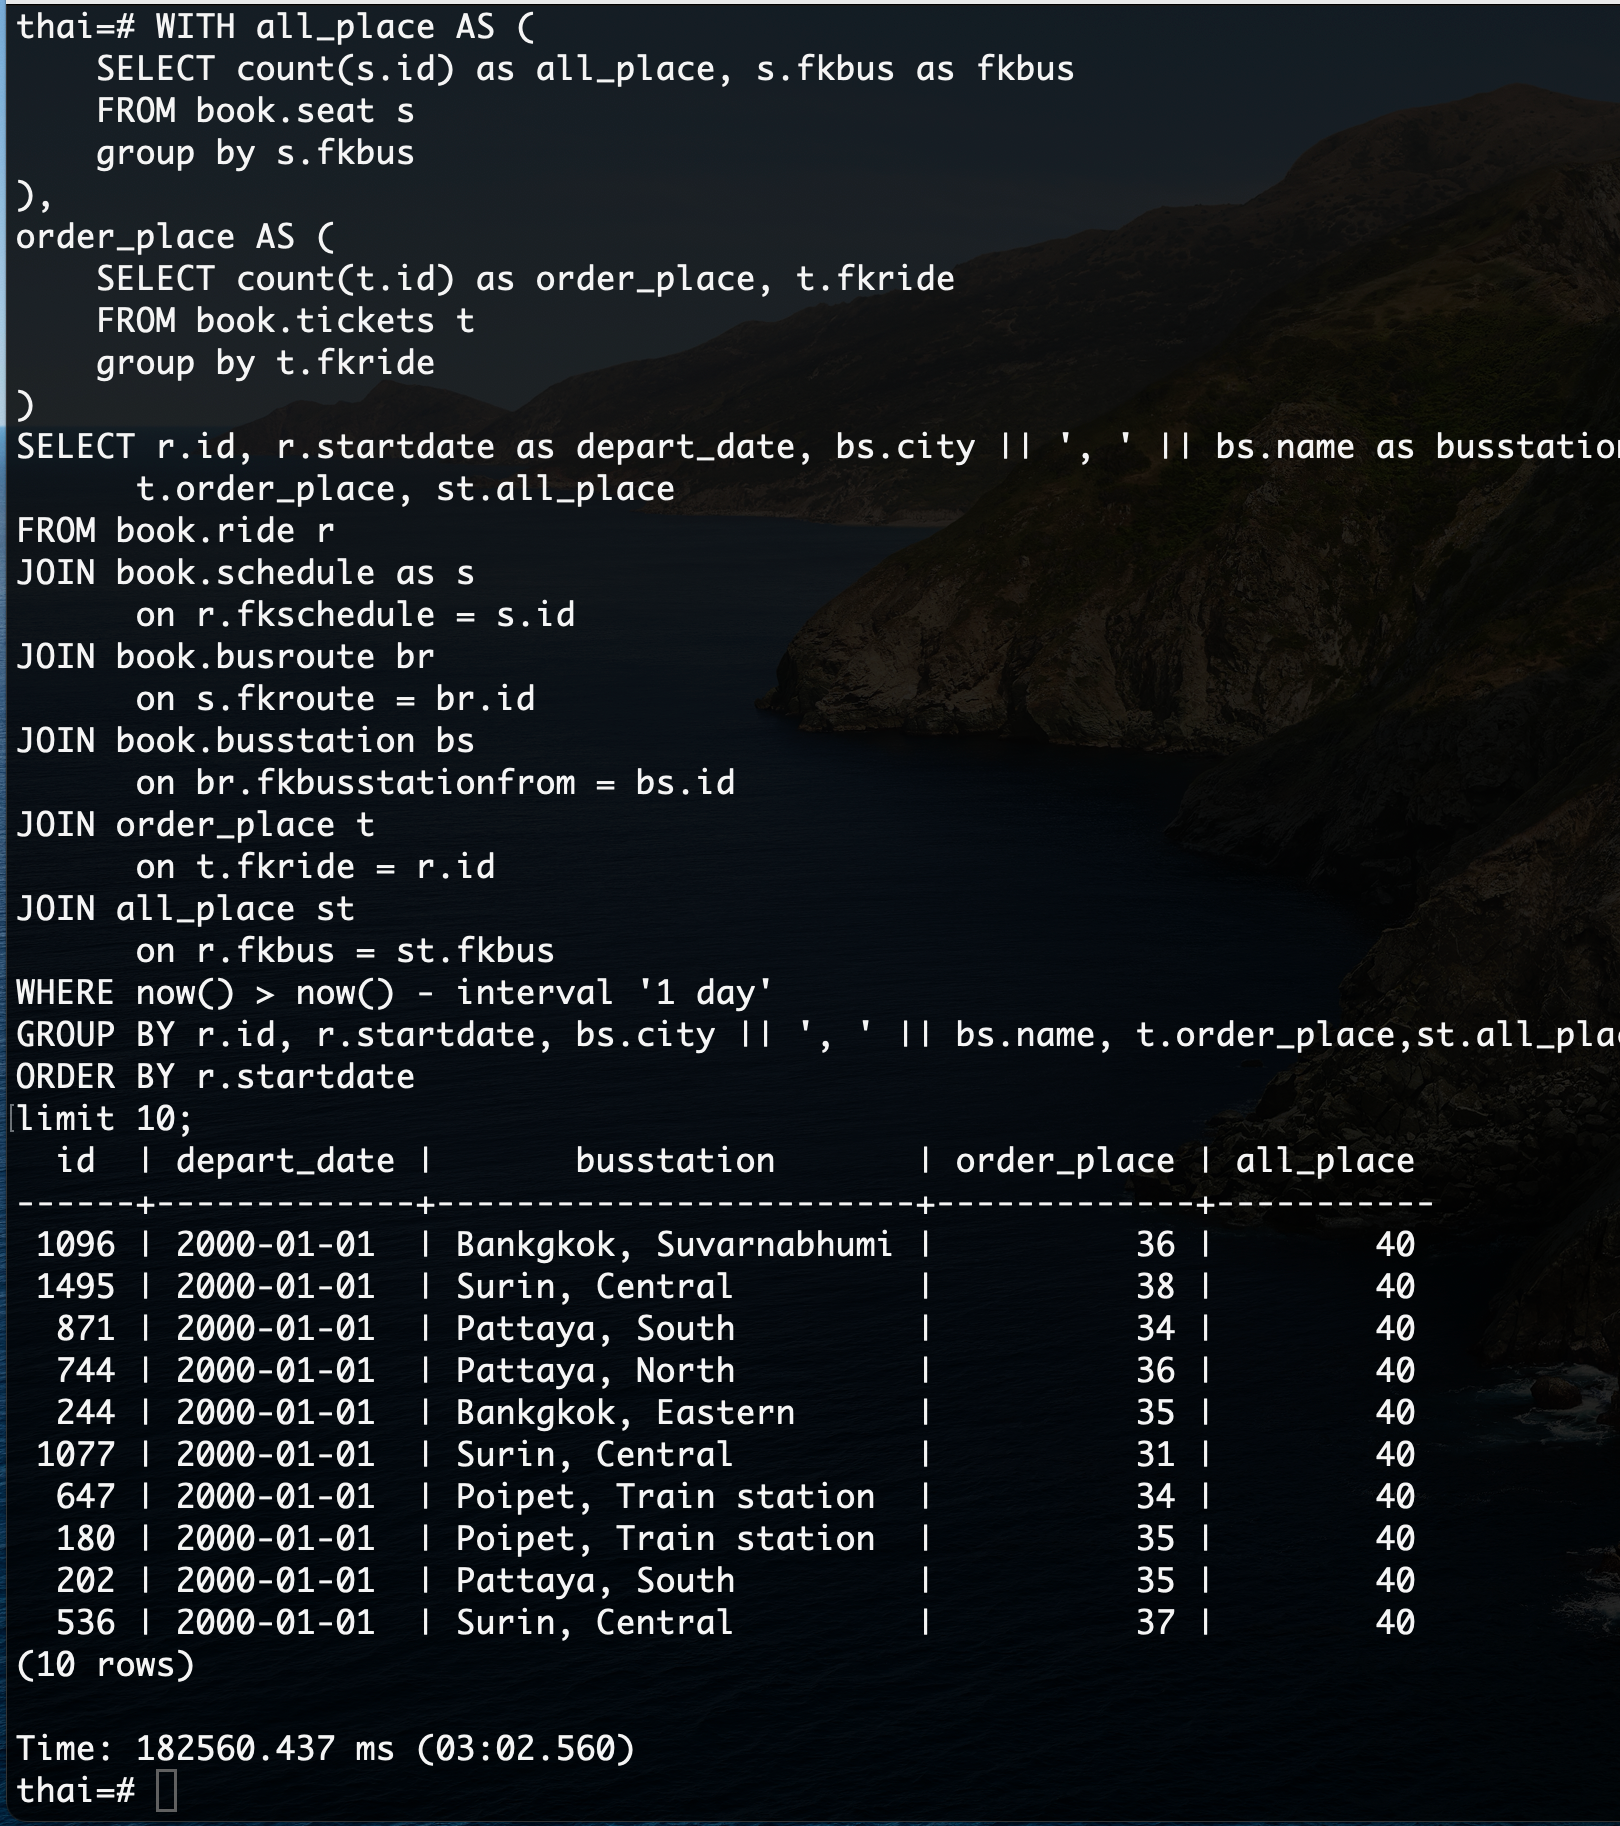 thai=# WITH all_place AS (
    SELECT count(s.id) as all_place, s.fkbus as fkbus
    FROM book.seat s
    group by s.fkbus
),
order_place AS (
    SELECT count(t.id) as order_place, t.fkride
    FROM book.tickets t
    group by t.fkride
)
SELECT r.id, r.startdate as depart_date, bs.city || ', ' || bs.name as busstation
      t.order_place, st.all_place
FROM book.ride r
JOIN book.schedule as s
      on r.fkschedule = s.id
JOIN book.busroute br
      on s.fkroute = br.id
JOIN book.busstation bs
      on br.fkbusstationfrom = bs.id
JOIN order_place t
      on t.fkride = r.id
JOIN all_place st
      on r.fkbus = st.fkbus
WHERE now() > now() - interval '1 day'
GROUP BY r.id, r.startdate, bs.city || ', ' || bs.name, t.order_place,st.all_plac
ORDER BY r.startdate
limit 10;
  id  | depart_date |       busstation       | order_place | all_place
------+-------------+------------------------+-------------+-----------
 1096 | 2000-01-01  | Bankgkok, Suvarnabhumi |          36 |        40
 1495 | 2000-01-01  | Surin, Central         |          38 |        40
  871 | 2000-01-01  | Pattaya, South         |          34 |        40
  744 | 2000-01-01  | Pattaya, North         |          36 |        40
  244 | 2000-01-01  | Bankgkok, Eastern      |          35 |        40
 1077 | 2000-01-01  | Surin, Central         |          31 |        40
  647 | 2000-01-01  | Poipet, Train station  |          34 |        40
  180 | 2000-01-01  | Poipet, Train station  |          35 |        40
  202 | 2000-01-01  | Pattaya, South         |          35 |        40
  536 | 2000-01-01  | Surin, Central         |          37 |        40
(10 rows)

Time: 182560.437 ms (03:02.560)
thai=#